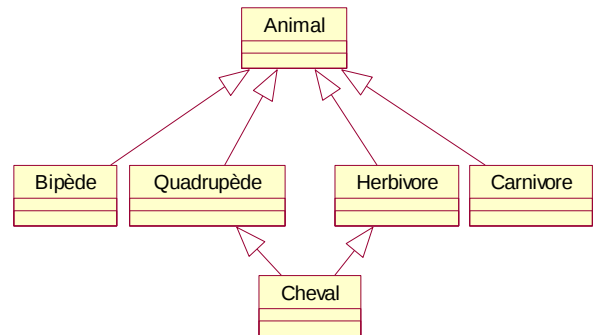 Animal
Bipède
Quadrupède
Herbivore
Carnivore
Cheval